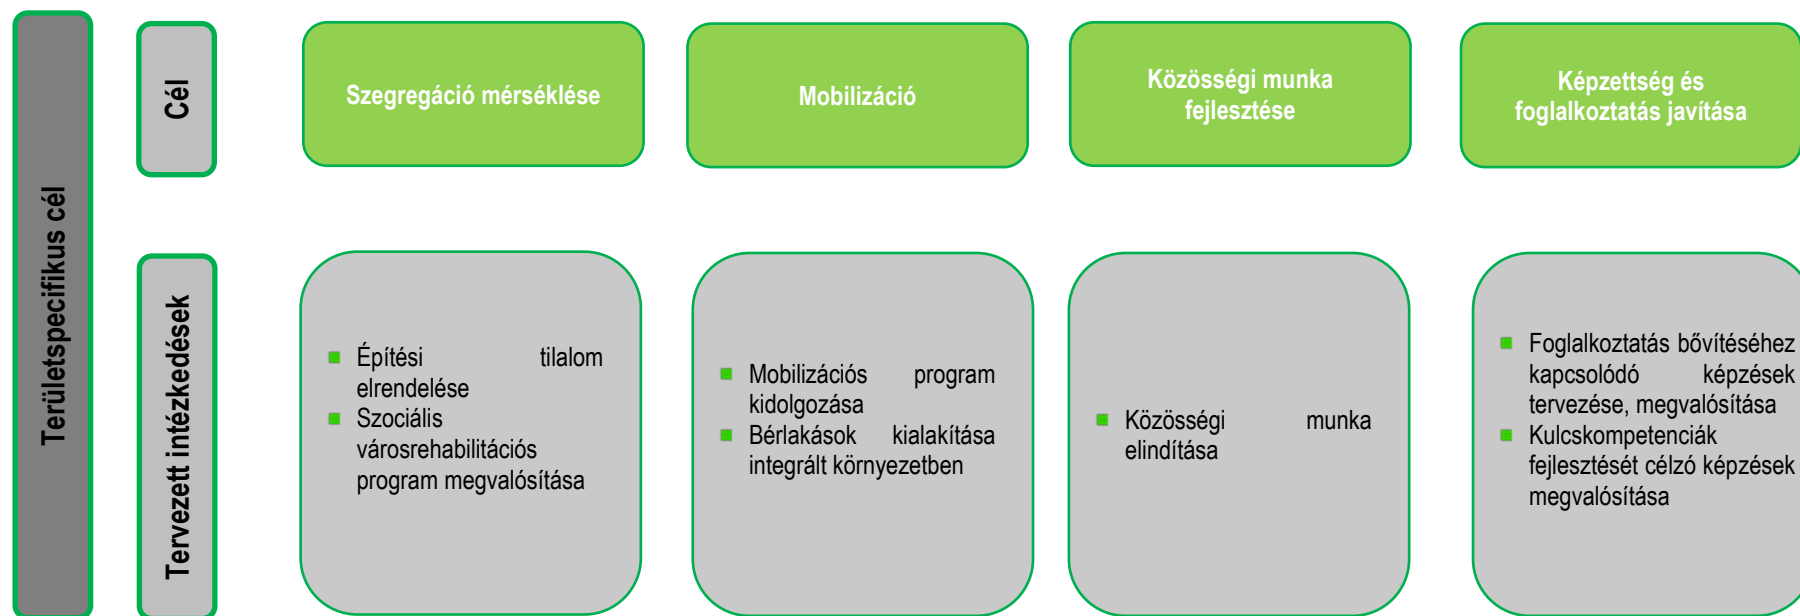 Területspecifikus cél
Cél
Szegregáció mérséklése
Mobilizáció
Közösségi munka
fejlesztése
Képzettség és
foglalkoztatás javítása
Tervezett intézkedések
Építési tilalom
elrendelése
Szociális
városrehabilitációs
program megvalósítása
Mobilizációs program
kidolgozása
Bérlakások kialakítása
integrált környezetben
Közösségi munka
elindítása
Foglalkoztatás bővítéséhez
kapcsolódó képzések
tervezése, megvalósítása
Kulcskompetenciák
fejlesztését célzó képzések
megvalósítása